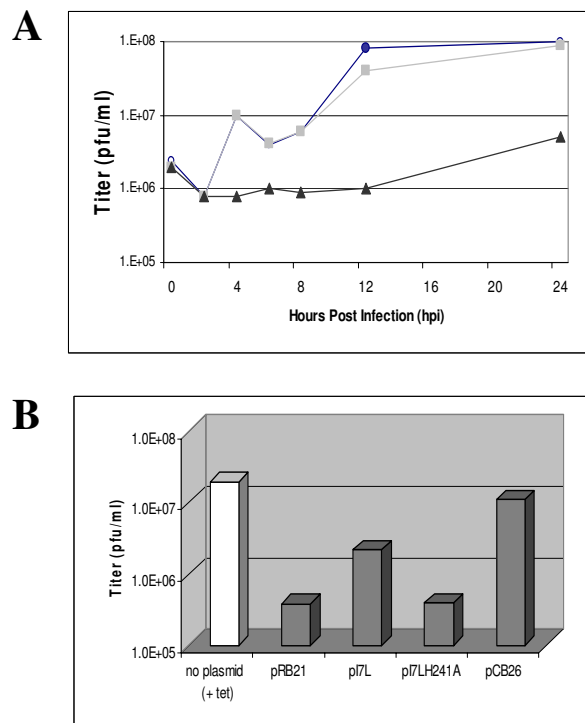 A
Titer (pfu/ml)
1.E+08
1.E+07
1.E+06
1.E+05
0 4 8 12 16 20 24
Hours Post Infection (hpi)
B
Titer (pfu/ml)
1.0E+08
1.0E+07
1.0E+06
1.0E+05
no plasmid pRB21 pI7L pI7LH241A pCB26
(+ tet)